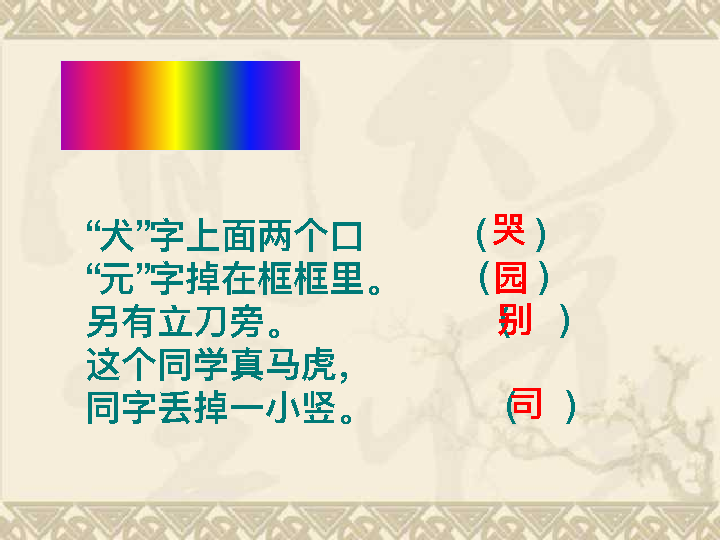 “犬”字上面两个口 (哭)
“元”字掉在框框里。 (园)
另有立刀旁。 (别)
这个同学真马虎，
同字丢掉一小竖。 (司)